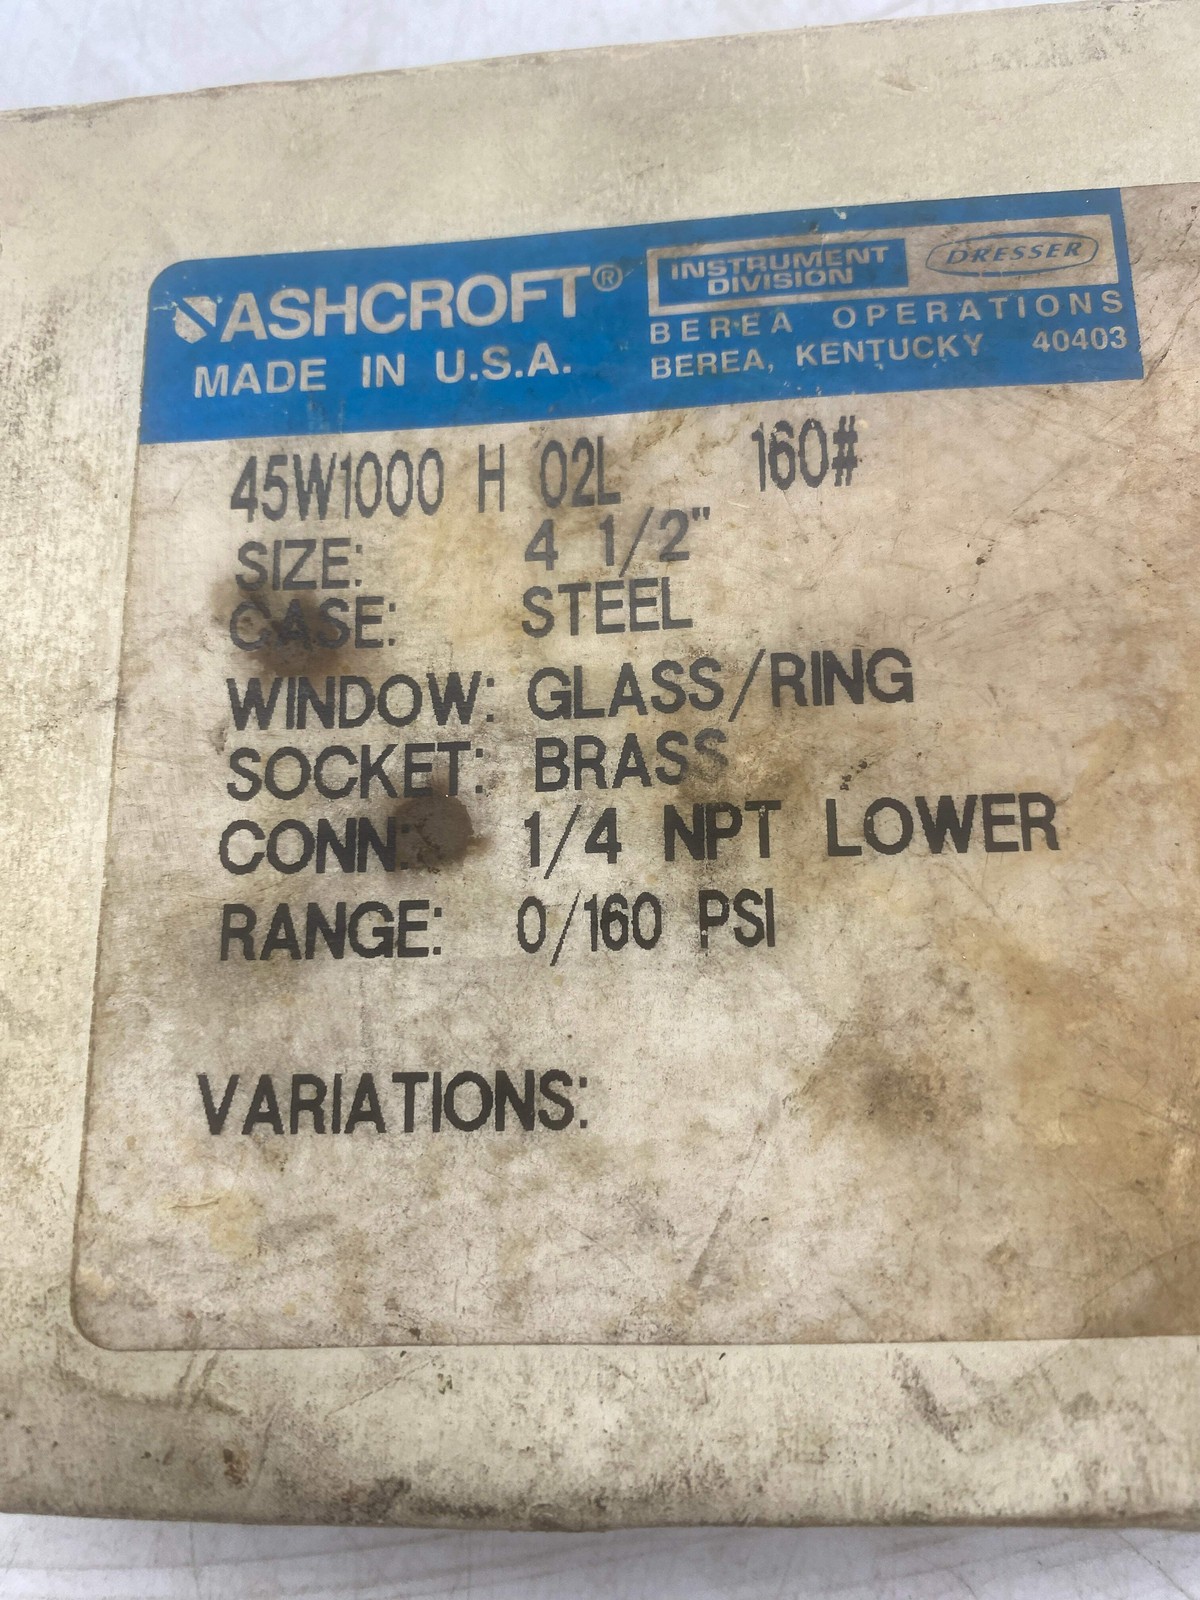 ASHCROFT®
MADE IN U.S.A.
INSTRUMENT
DIVISION
DRESSER
BEREA OPERATIONS
BEREA, KENTUCKY 40403
45W1000 H 02L 160#
SIZE: 4 1/2"
CASE: STEEL
WINDOW: GLASS/RING
SOCKET: BRASS
CONN: 1/4 NPT LOWER
RANGE: 0/160 PSI
VARIATIONS: